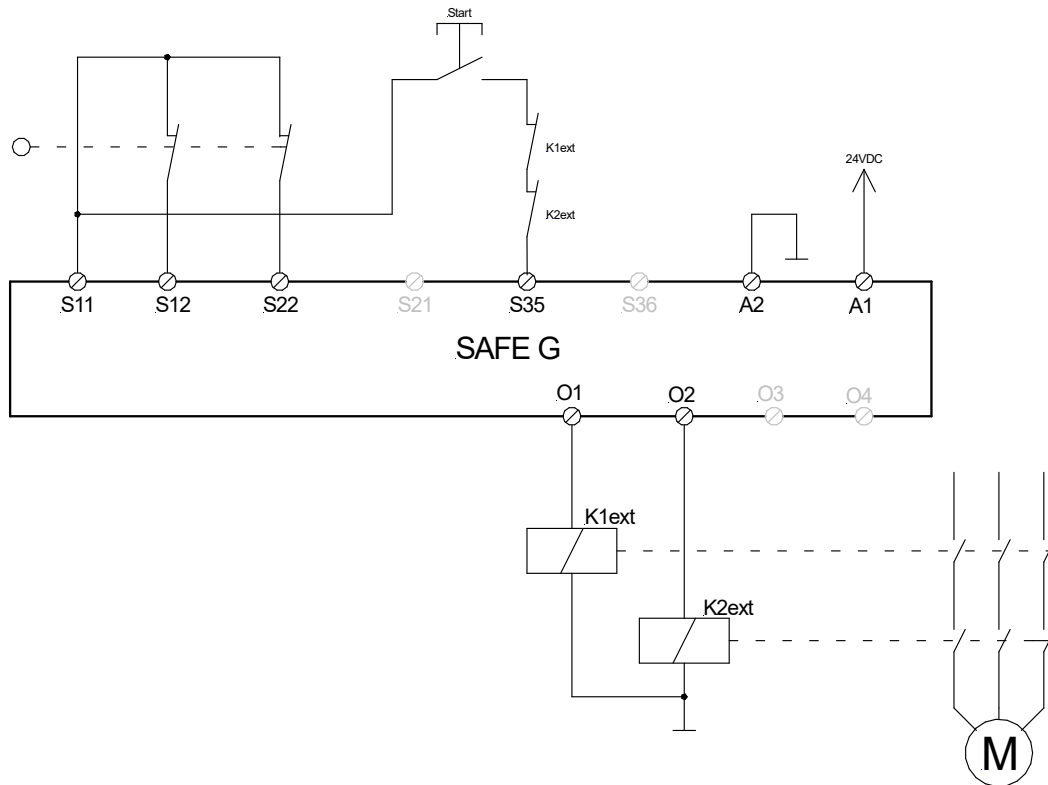 Start
K1ext
24VDC
K2ext
S11 S12 S22 S21 S35 S36 A2 A1
SAFE G
O1 O2 O3 O4
K1ext
K2ext
M